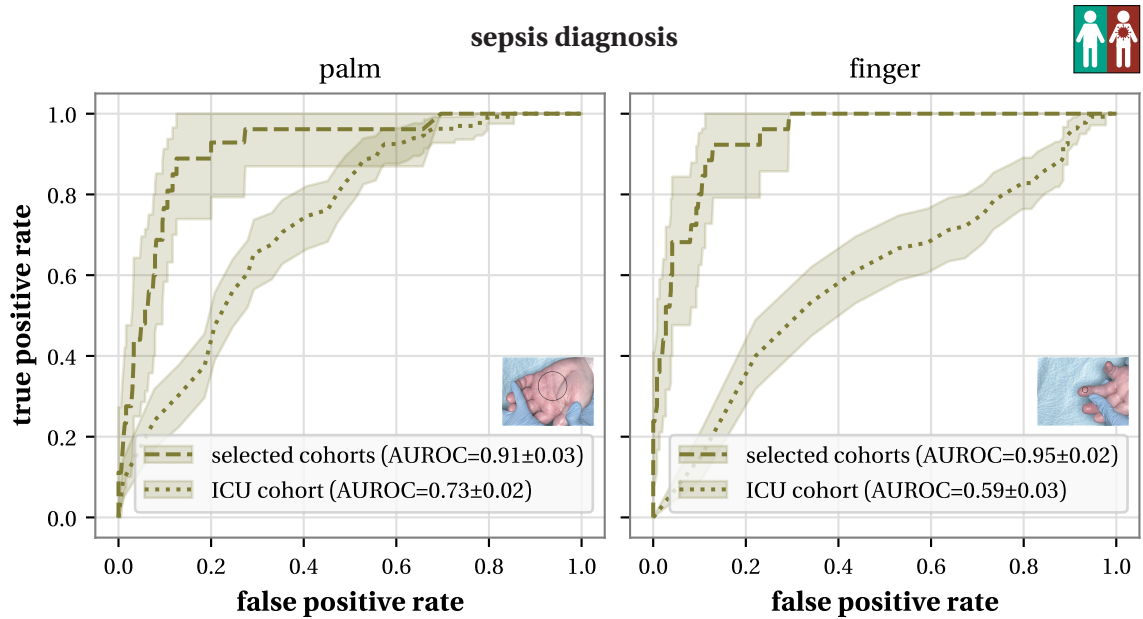 sepsis diagnosis
palm
finger
true positive rate
1.0
0.8
0.6
0.4
0.2
0.0
selected cohorts (AUROC=0.91±0.03)
ICU cohort (AUROC=0.73±0.02)
selected cohorts (AUROC=0.95±0.02)
ICU cohort (AUROC=0.59±0.03)
0.0 0.2 0.4 0.6 0.8 1.0
0.0 0.2 0.4 0.6 0.8 1.0
false positive rate
false positive rate